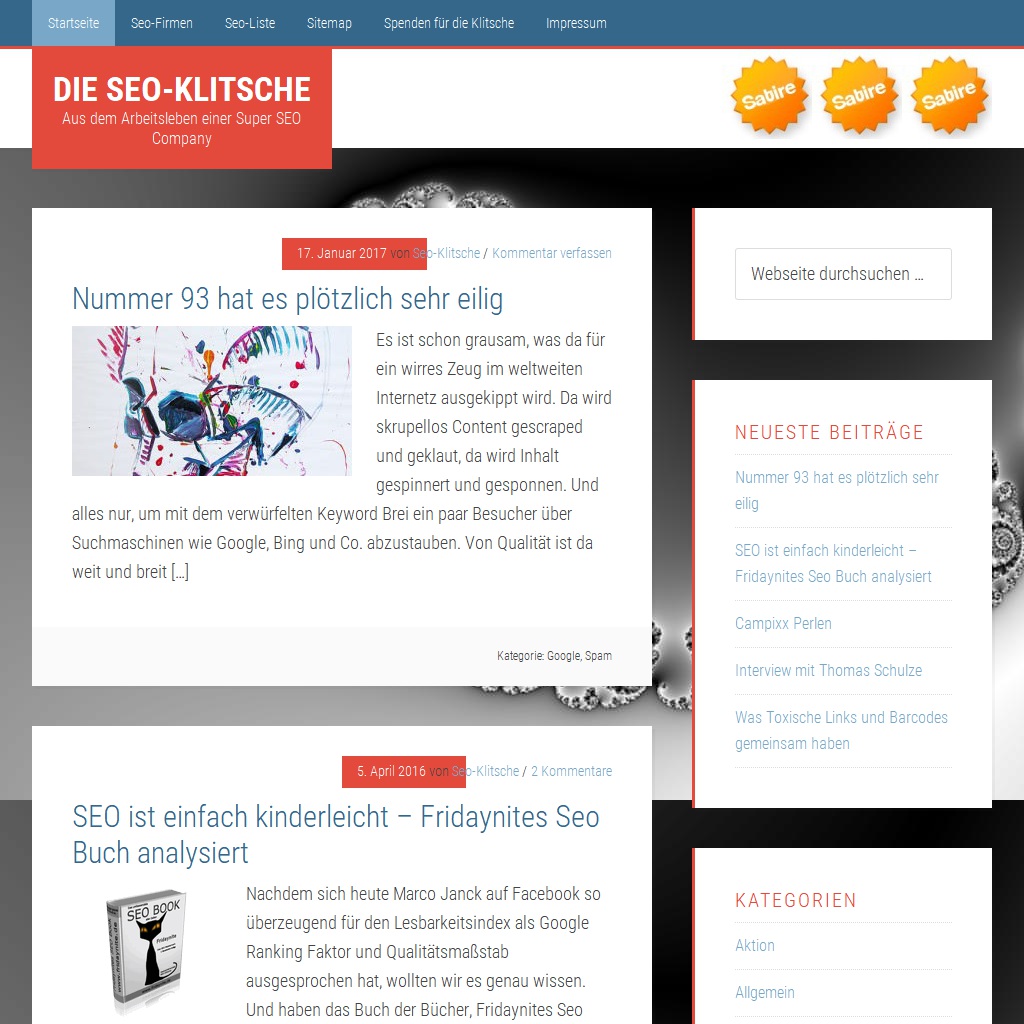 Startseite Seo-Firmen Seo-Liste Sitemap Spenden für die Klitsche Impressum
DIE SEO-KLITSCHE
Aus dem Arbeitsleben einer Super SEO
Company
Sabire Sabire Sabire
17. Januar 2017 von Seo-Klitsche / Kommentar verfassen
Nummer 93 hat es plötzlich sehr eilig
Es ist schon grausam, was da für
ein wirres Zeug im weltweiten
Internetz ausgekippt wird. Da wird
skrupellos Content gescraped
und geklaut, da wird Inhalt
gespinnert und gesponnen. Und
alles nur, um mit dem verwürfelten Keyword Brei ein paar Besucher über
Suchmaschinen wie Google, Bing und Co. abzustauben. Von Qualität ist da
weit und breit [...]
Kategorie: Google, Spam
5. April 2016 von Seo-Klitsche / 2 Kommentare
SEO ist einfach kinderleicht – Fridaynites Seo
Buch analysiert
SEO BOOK
Fridaynite
Nachdem sich heute Marco Janck auf Facebook so
überzeugend für den Lesbarkeitsindex als Google
Ranking Faktor und Qualitätsmaßstab
ausgesprochen hat, wollten wir es genau wissen.
Und haben das Buch der Bücher, Fridaynites Seo
Webseite durchsuchen …
NEUESTE BEITRÄGE
Nummer 93 hat es plötzlich sehr
eilig
SEO ist einfach kinderleicht –
Fridaynites Seo Buch analysiert
Campixx Perlen
Interview mit Thomas Schulze
Was Toxische Links und Barcodes
gemeinsam haben
KATEGORIEN
Aktion
Allgemein